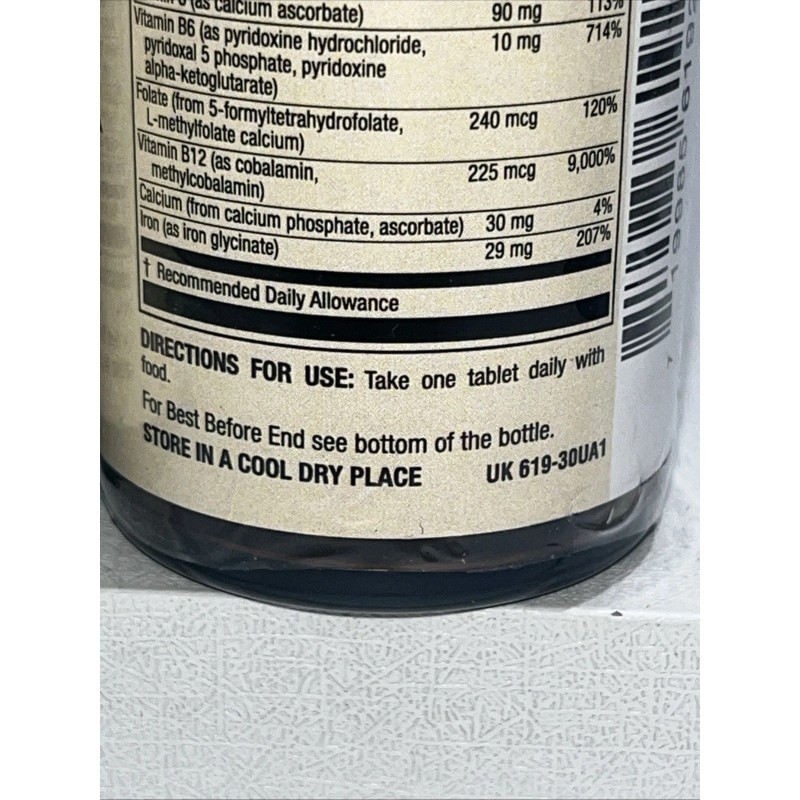 (as calcium ascorbate) 90 mg 113%
Vitamin B6 (as pyridoxine hydrochloride, 10 mg 714%
pyridoxal 5 phosphate, pyridoxine
alpha-ketoglutarate)
Folate (from 5-formyltetrahydrofolate, 240 mcg 120%
L-methylfolate calcium)
Vitamin B12 (as cobalamin, 225 mcg 9,000%
methylcobalamin)
Calcium (from calcium phosphate, ascorbate) 30 mg 4%
Iron (as iron glycinate) 29 mg 207%
† Recommended Daily Allowance
DIRECTIONS FOR USE: Take one tablet daily with
food.
For Best Before End see bottom of the bottle.
STORE IN A COOL DRY PLACE UK 619-30UA1